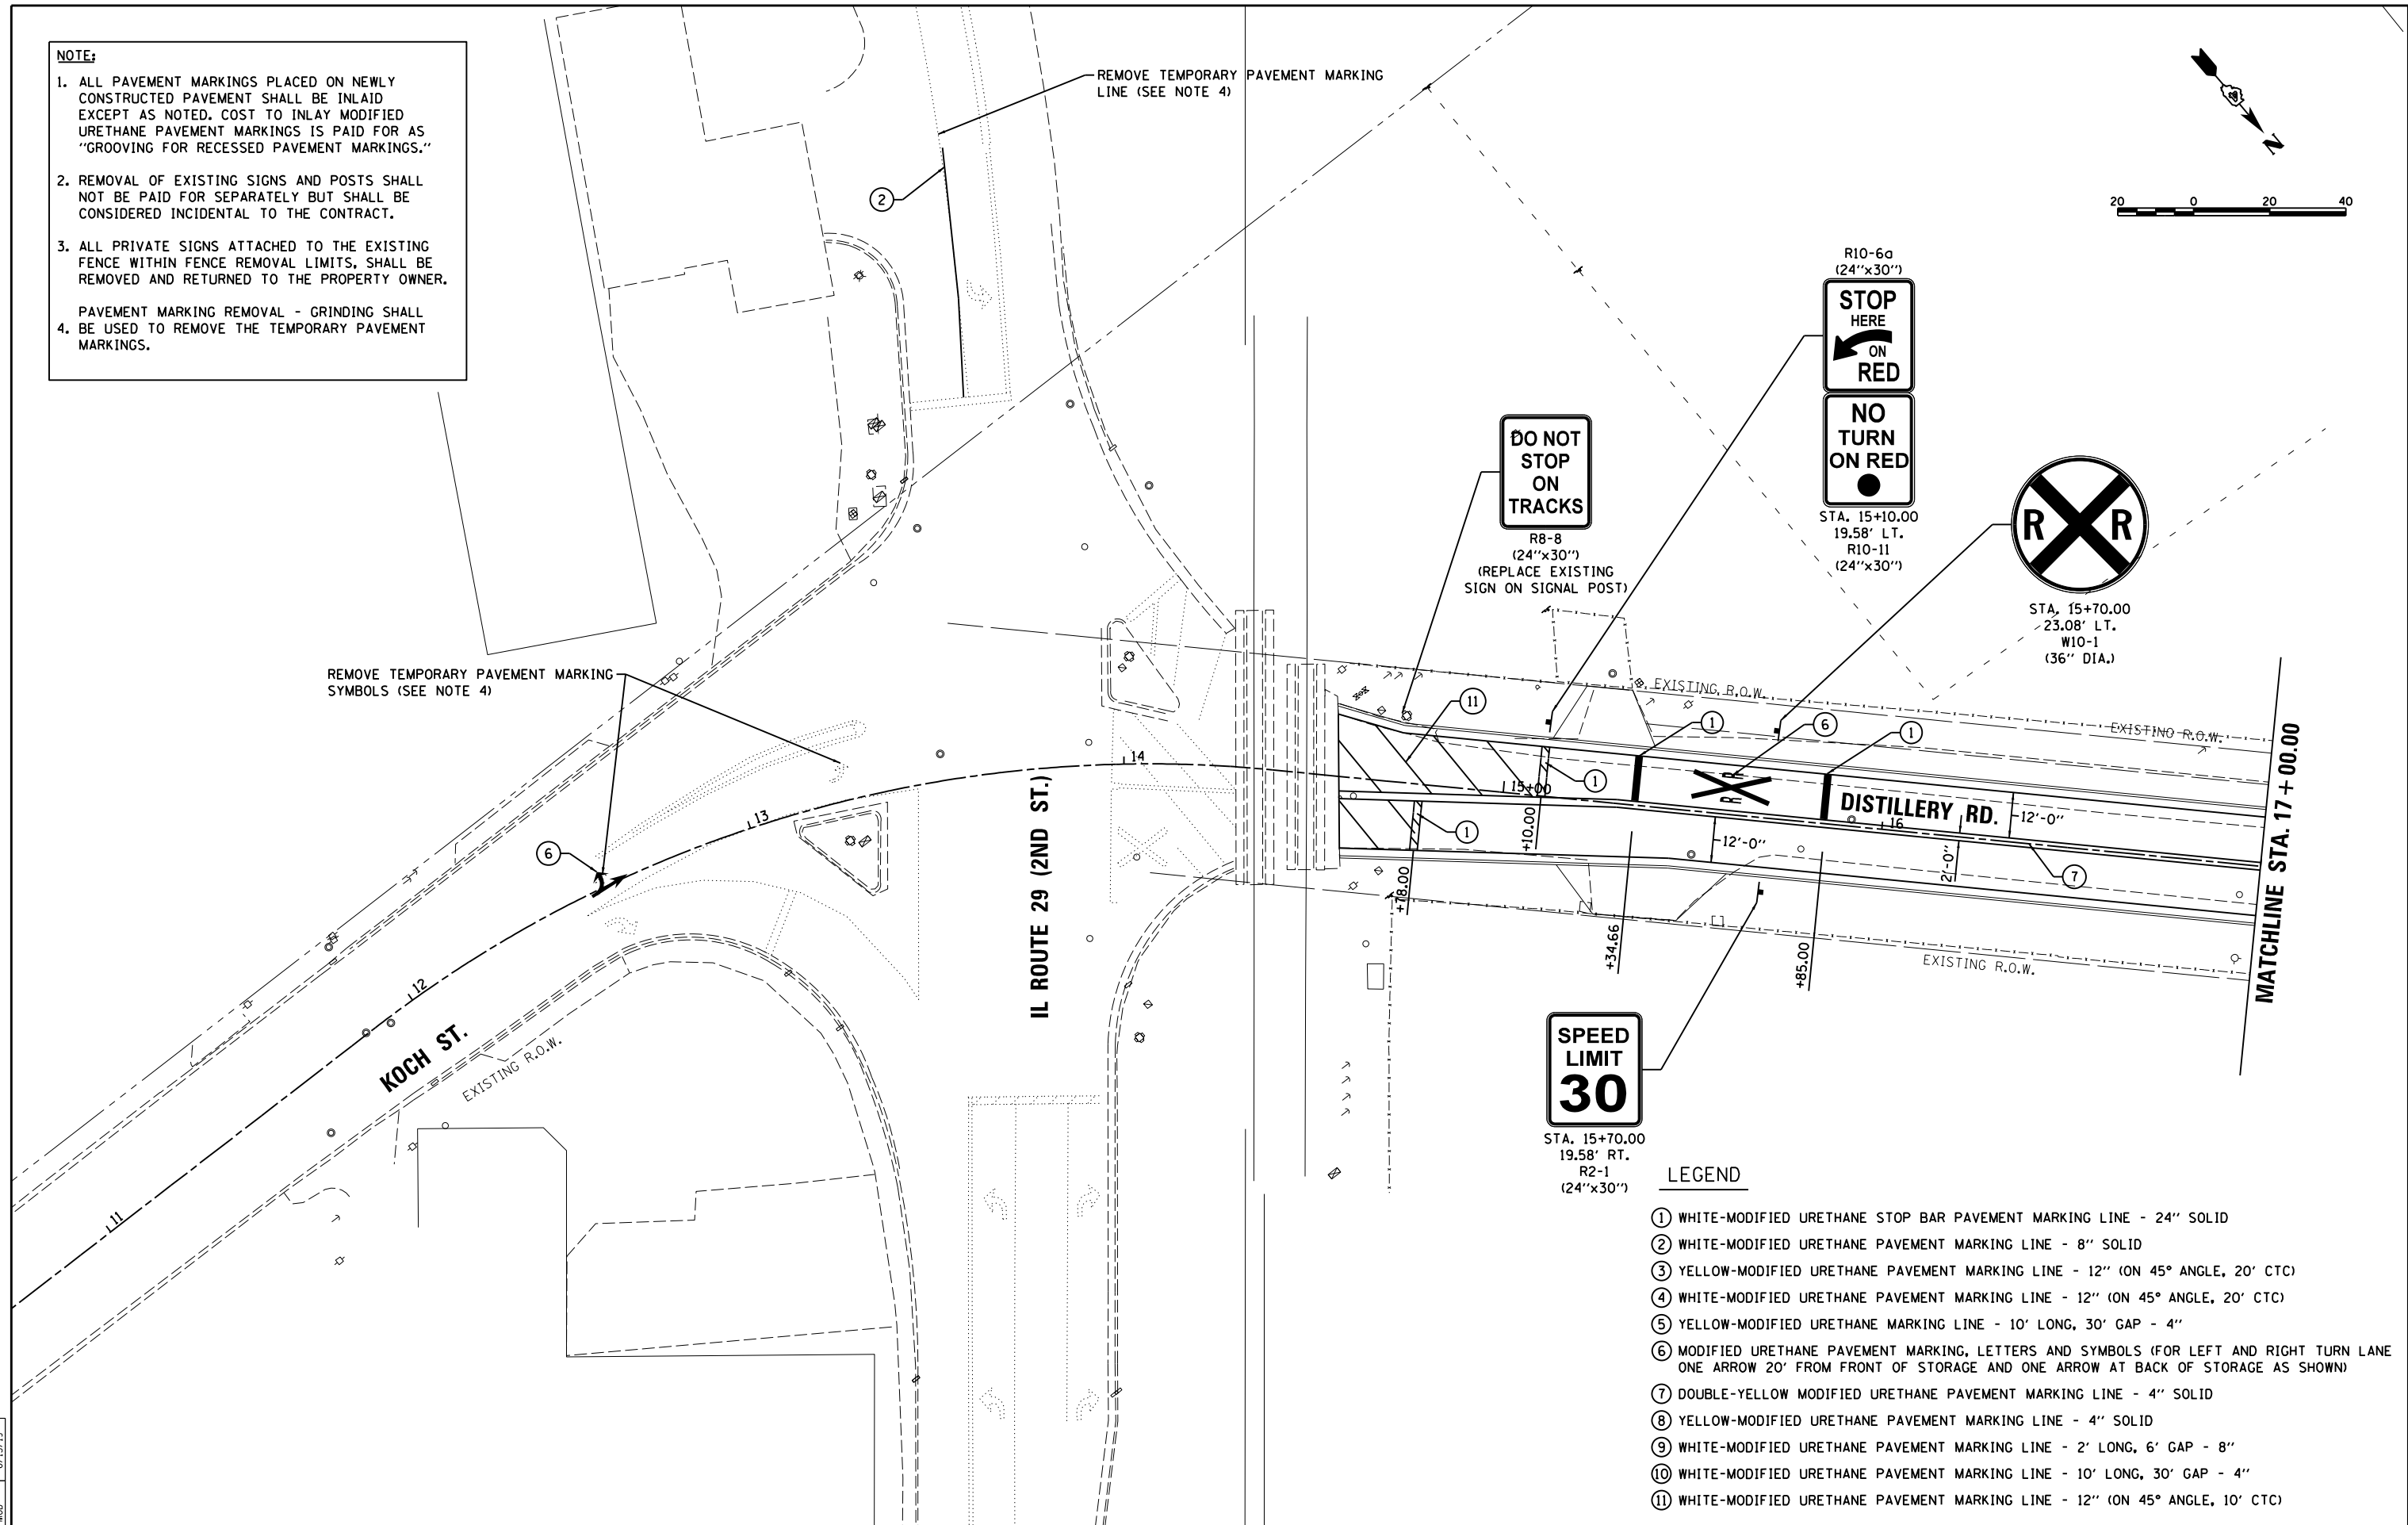 NOTE:
1. ALL PAVEMENT MARKINGS PLACED ON NEWLY
CONSTRUCTED PAVEMENT SHALL BE INLAID
EXCEPT AS NOTED. COST TO INLAY MODIFIED
URETHANE PAVEMENT MARKINGS IS PAID FOR AS
"GROOVING FOR RECESSED PAVEMENT MARKINGS."
2. REMOVAL OF EXISTING SIGNS AND POSTS SHALL
NOT BE PAID FOR SEPARATELY BUT SHALL BE
CONSIDERED INCIDENTAL TO THE CONTRACT.
3. ALL PRIVATE SIGNS ATTACHED TO THE EXISTING
FENCE WITHIN FENCE REMOVAL LIMITS, SHALL BE
REMOVED AND RETURNED TO THE PROPERTY OWNER.
PAVEMENT MARKING REMOVAL - GRINDING SHALL
4. BE USED TO REMOVE THE TEMPORARY PAVEMENT
MARKINGS.
REMOVE TEMPORARY PAVEMENT MARKING
LINE (SEE NOTE 4)
2
N
20 0 20 40
R10-6a
(24"x30")
STOP
HERE
ON
RED
NO
TURN
ON RED
STA. 15+10.00
19.58' LT.
R10-11
(24"x30")
DO NOT
STOP
ON
TRACKS
R8-8
(24"x30")
(REPLACE EXISTING
SIGN ON SIGNAL POST)
R R
STA. 15+70.00
23.08' LT.
W10-1
(36" DIA.)
REMOVE TEMPORARY PAVEMENT MARKING
SYMBOLS (SEE NOTE 4)
EXISTING R.O.W.
EXISTING R.O.W.
11
1
6
1
1
1
R R
DISTILLERY RD.
12'-0"
12'-0"
2'-0"
7
MATCHLINE STA. 17+00.00
11
12
13
14
15+00
16
+78.00
+10.00
+34.66
+85.00
6
IL ROUTE 29 (2ND ST.)
KOCH ST.
EXISTING R.O.W.
EXISTING R.O.W.
SPEED
LIMIT
30
STA. 15+70.00
19.58' RT.
R2-1
(24"x30")
LEGEND
1 WHITE-MODIFIED URETHANE STOP BAR PAVEMENT MARKING LINE - 24" SOLID
2 WHITE-MODIFIED URETHANE PAVEMENT MARKING LINE - 8" SOLID
3 YELLOW-MODIFIED URETHANE PAVEMENT MARKING LINE - 12" (ON 45° ANGLE, 20' CTC)
4 WHITE-MODIFIED URETHANE PAVEMENT MARKING LINE - 12" (ON 45° ANGLE, 20' CTC)
5 YELLOW-MODIFIED URETHANE MARKING LINE - 10' LONG, 30' GAP - 4"
6 MODIFIED URETHANE PAVEMENT MARKING, LETTERS AND SYMBOLS (FOR LEFT AND RIGHT TURN LANE
ONE ARROW 20' FROM FRONT OF STORAGE AND ONE ARROW AT BACK OF STORAGE AS SHOWN)
7 DOUBLE-YELLOW MODIFIED URETHANE PAVEMENT MARKING LINE - 4" SOLID
8 YELLOW-MODIFIED URETHANE PAVEMENT MARKING LINE - 4" SOLID
9 WHITE-MODIFIED URETHANE PAVEMENT MARKING LINE - 2' LONG, 6' GAP - 8"
10 WHITE-MODIFIED URETHANE PAVEMENT MARKING LINE - 10' LONG, 30' GAP - 4"
11 WHITE-MODIFIED URETHANE PAVEMENT MARKING LINE - 12" (ON 45° ANGLE, 10' CTC)